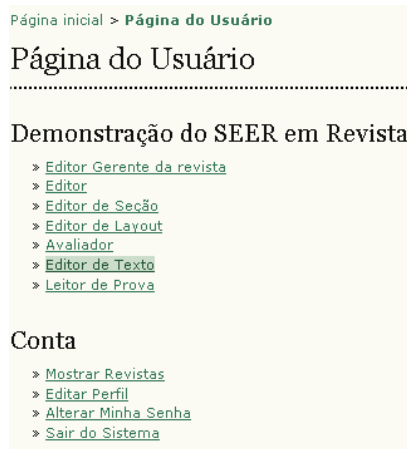 Página inicial > Página do Usuário
Página do Usuário
Demonstração do SEER em Revista
» Editor Gerente da revista
» Editor
» Editor de Seção
» Editor de Layout
» Avaliador
» Editor de Texto
» Leitor de Prova
Conta
» Mostrar Revistas
» Editar Perfil
» Alterar Minha Senha
» Sair do Sistema